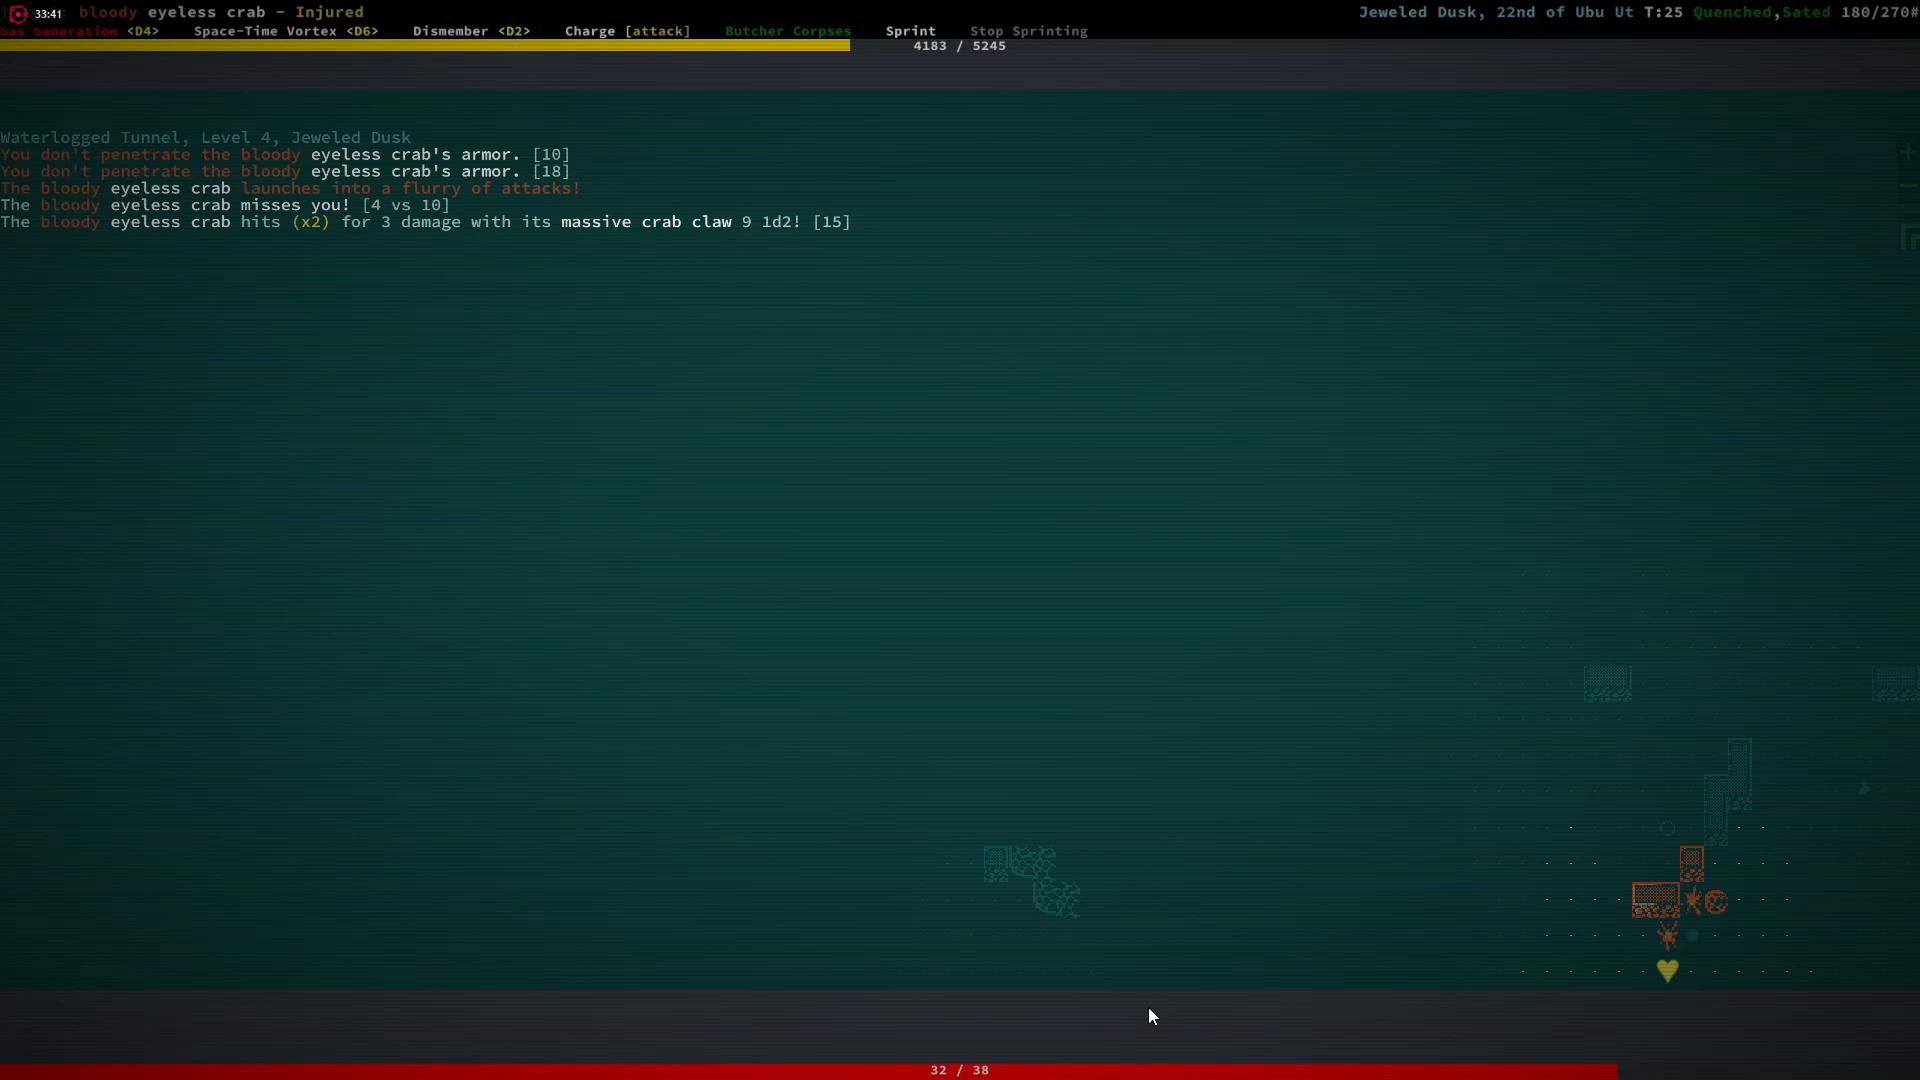 33:41 bloody eyeless crab - Injured Jeweled Dusk, 22nd of Ubu Ut T:25 Quenched,Sated 180/270#
Gas Generation <D4> Space-Time Vortex <D6> Dismember <D2> Charge [attack] Butcher Corpses Sprint Stop Sprinting
4183 / 5245
Waterlogged Tunnel, Level 4, Jeweled Dusk
You don't penetrate the bloody eyeless crab's armor. [10]
You don't penetrate the bloody eyeless crab's armor. [18]
The bloody eyeless crab launches into a flurry of attacks!
The bloody eyeless crab misses you! [4 vs 10]
The bloody eyeless crab hits (x2) for 3 damage with its massive crab claw 9 1d2! [15]
32 / 38